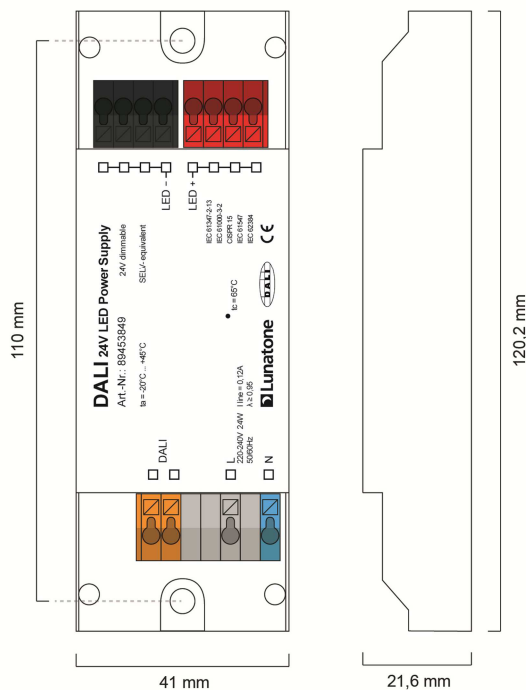 LED -
LED +
DALI 24V LED Power Supply
Art.-Nr.: 89453849
24V dimmable
ta = -20°C ... +45°C
SELV- equivalent
IEC 61347-2-13
IEC 61000-3-2
CISPR 15
IEC 61547
IEC 62384
CE
tc = 65°C
DALI
Lunatone
220-240V 24W I line = 0,12A
50/60Hz λ ≥ 0,95
DALI
L
N
110 mm
120,2 mm
41 mm
21,6 mm